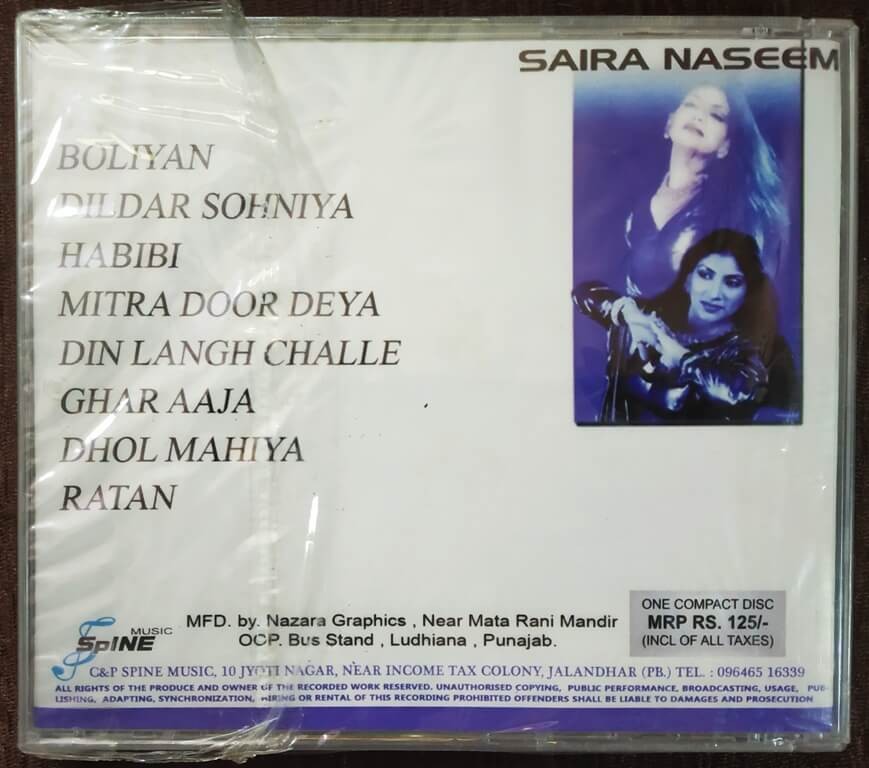 SAIRA NASEEM
BOLIYAN
DILDAR SOHNIYA
HABIBI
MITRA DOOR DEYA
DIN LANGH CHALLE
GHAR AAJA
DHOL MAHIYA
RATAN
SPINE MUSIC
MFD. by. Nazara Graphics , Near Mata Rani Mandir
OCP. Bus Stand , Ludhiana , Punajab.
ONE COMPACT DISC
MRP RS. 125/-
(INCL OF ALL TAXES)
C&P SPINE MUSIC, 10 JYOTI NAGAR, NEAR INCOME TAX COLONY, JALANDHAR (PB.) TEL. : 096465 16339
ALL RIGHTS OF THE PRODUCE AND OWNER OF THE RECORDED WORK RESERVED. UNAUTHORISED COPYING, PUBLIC PERFORMANCE, BROADCASTING, USAGE, PUB-
LISHING, ADAPTING, SYNCHRONIZATION, HIRING OR RENTAL OF THIS RECORDING PROHIBITED OFFENDERS SHALL BE LIABLE TO DAMAGES AND PROSECUTION